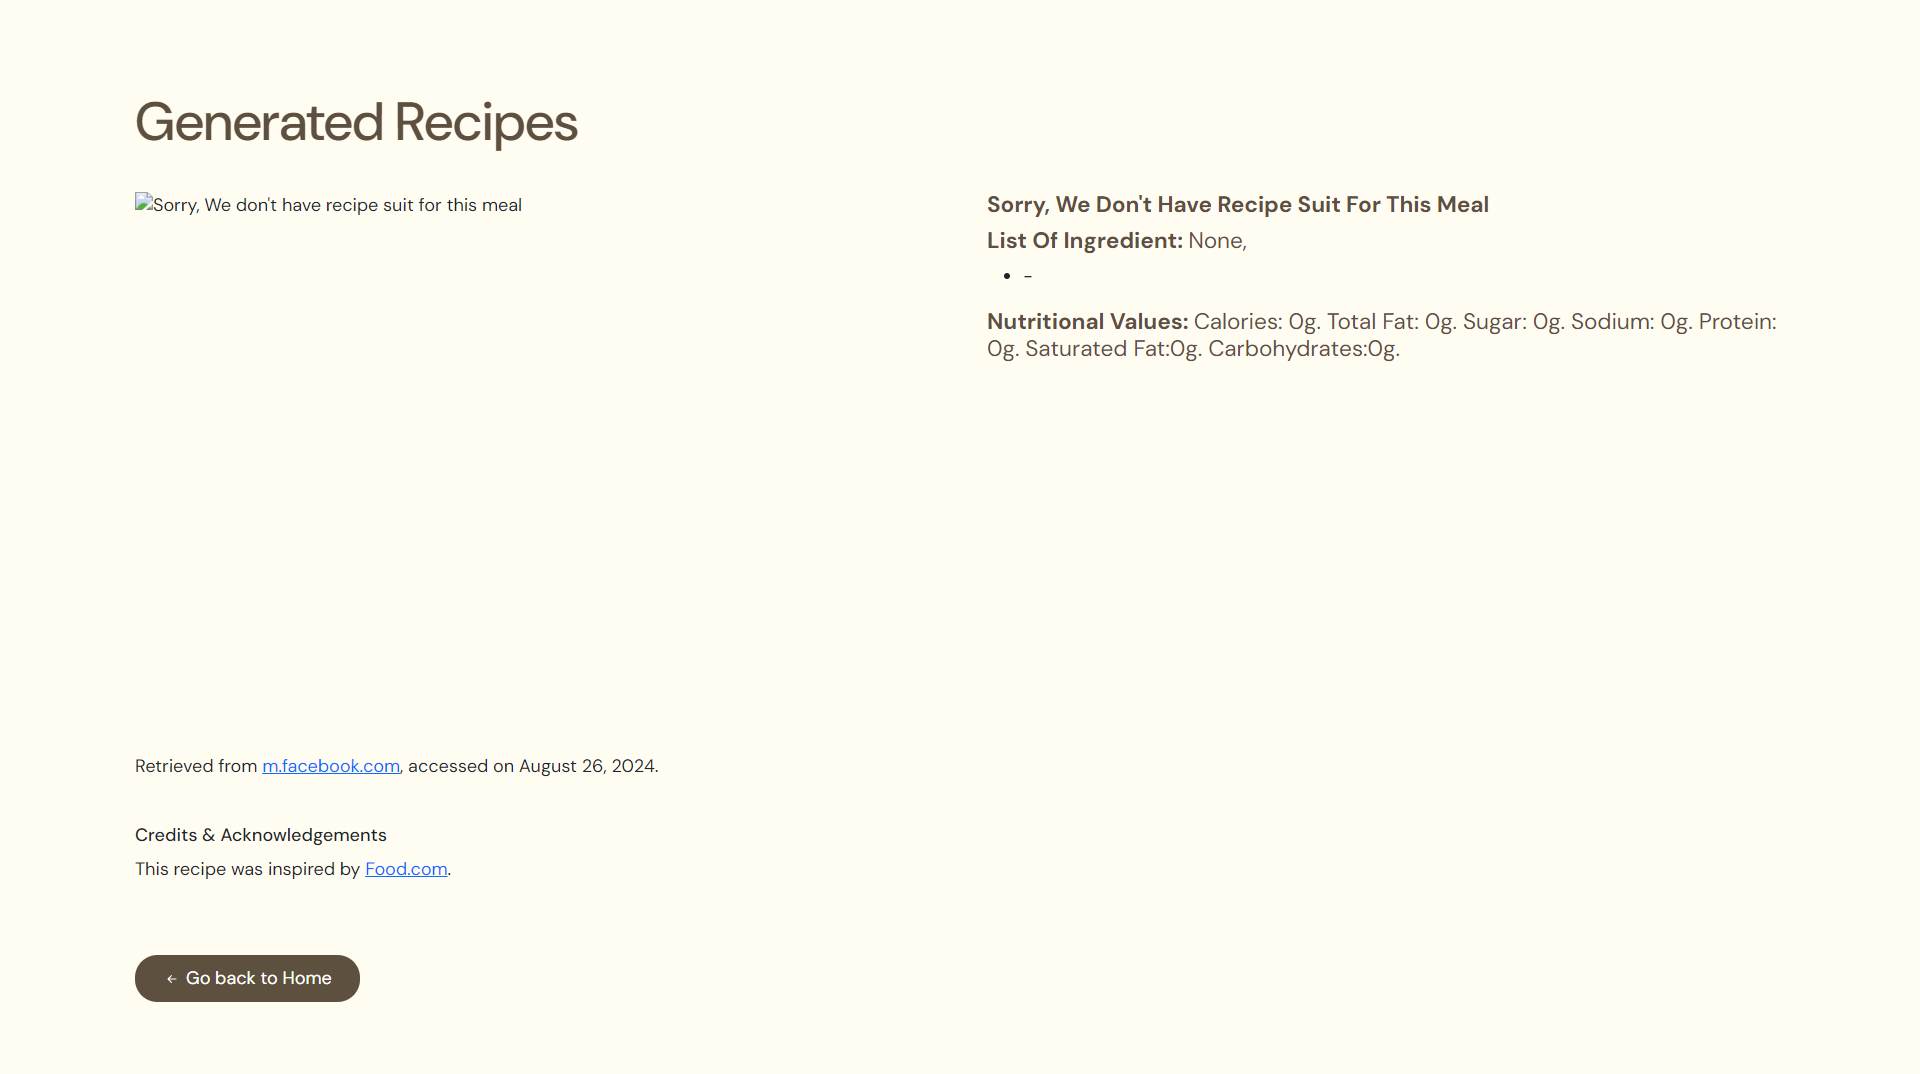 Generated Recipes
Sorry, We don't have recipe suit for this meal
Sorry, We Don't Have Recipe Suit For This Meal
List Of Ingredient: None,
• -
Nutritional Values: Calories: 0g. Total Fat: 0g. Sugar: 0g. Sodium: 0g. Protein:
0g. Saturated Fat:0g. Carbohydrates:0g.
Retrieved from m.facebook.com, accessed on August 26, 2024.
Credits & Acknowledgements
This recipe was inspired by Food.com.
← Go back to Home